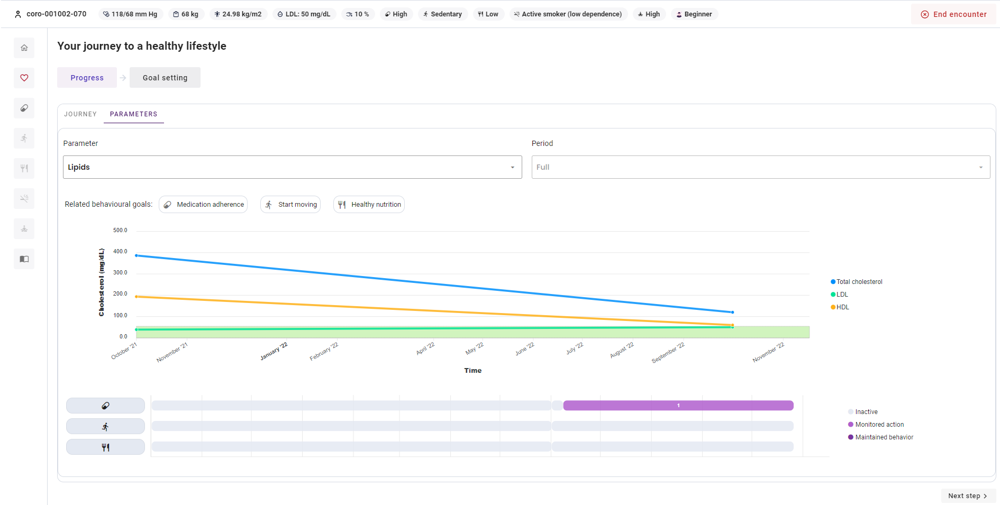 coro-001002-070 118/68 mm Hg 68 kg 24.98 kg/m2 LDL: 50 mg/dL 10 % High Sedentary Low Active smoker (low dependence) High Beginner End encounter
Your journey to a healthy lifestyle
Progress Goal setting
JOURNEY PARAMETERS
Parameter Period
Lipids Full
Related behavioural goals: Medication adherence Start moving Healthy nutrition
500.0
400.0
300.0
200.0
100.0
0.0
Cholesterol (mg/dL)
Total cholesterol
LDL
HDL
October '21 November '21 January '22 February '22 April '22 May '22 June '22 July '22 August '22 September '22 November '22
Time
1
Inactive
Monitored action
Maintained behavior
Next step